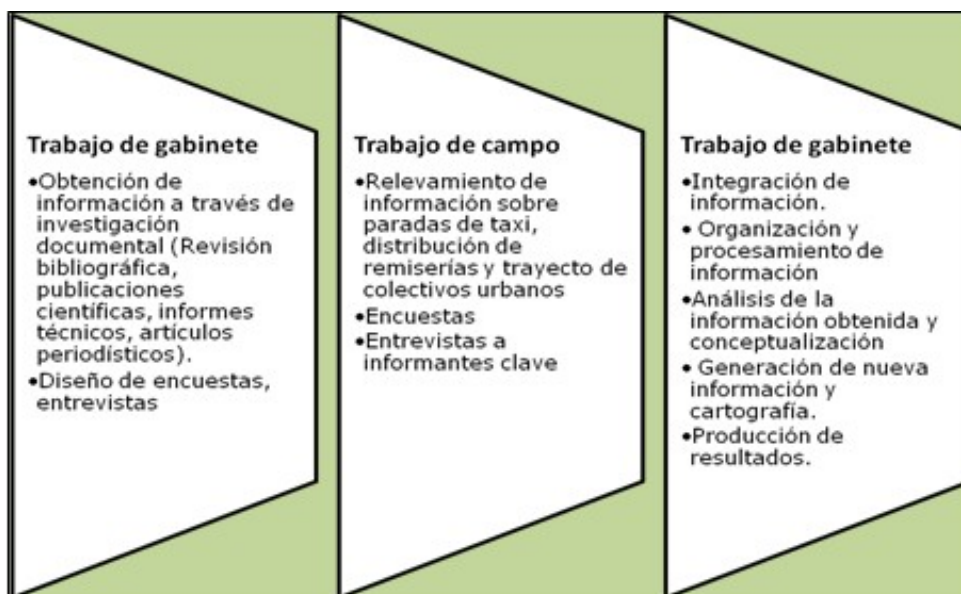 Trabajo de gabinete
•Obtención de
información a través de
investigación
documental (Revisión
bibliográfica,
publicaciones
científicas, informes
técnicos, artículos
periodísticos).
•Diseño de encuestas,
entrevistas
Trabajo de campo
•Relevamiento de
información sobre
paradas de taxi,
distribución de
remiserías y trayecto de
colectivos urbanos
•Encuestas
•Entrevistas a
informantes clave
Trabajo de gabinete
•Integración de
información.
• Organización y
procesamiento de
información
•Análisis de la
información obtenida y
conceptualización
• Generación de nueva
información y
cartografía.
•Producción de
resultados.